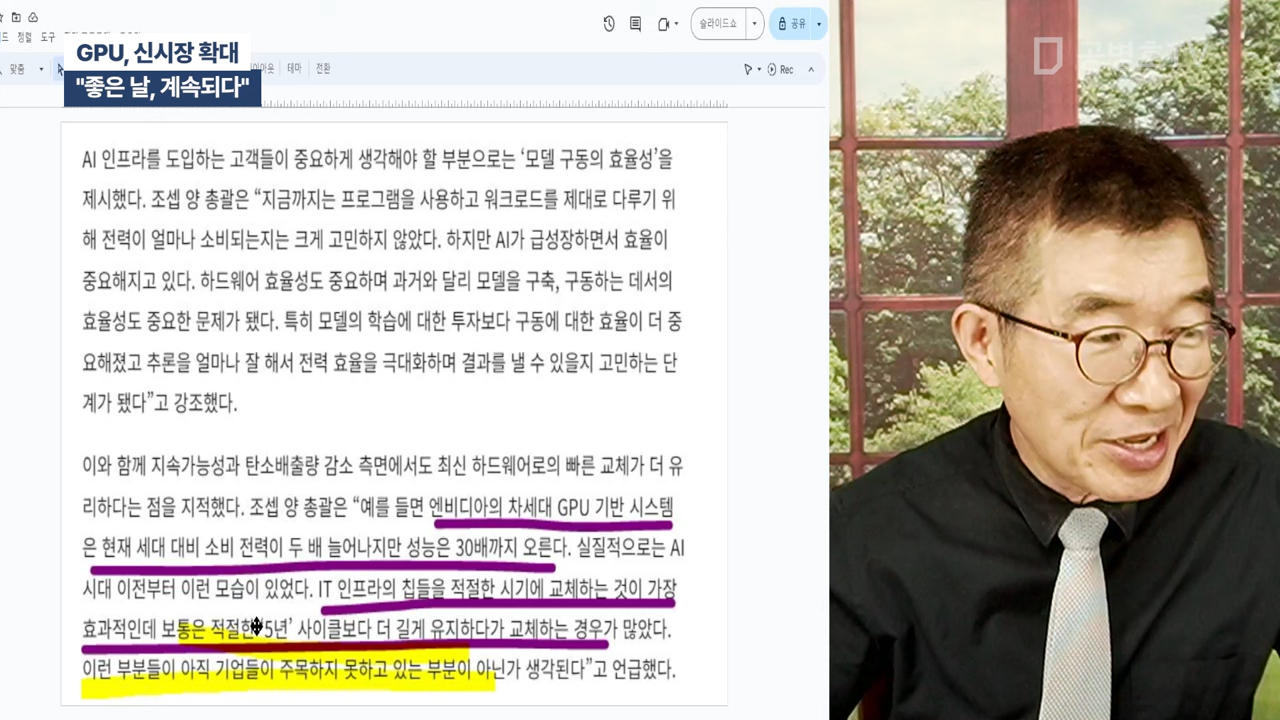 슬라이드쇼
공유
정렬 도구
GPU, 신시장 확대
"좋은 날, 계속되다"
맞춤
테마
전환
Rec
공병호TV
AI 인프라를 도입하는 고객들이 중요하게 생각해야 할 부분으로는 ‘모델 구동의 효율성’을
제시했다. 조셉 양 총괄은 “지금까지는 프로그램을 사용하고 워크로드를 제대로 다루기 위
해 전력이 얼마나 소비되는지는 크게 고민하지 않았다. 하지만 AI가 급성장하면서 효율이
중요해지고 있다. 하드웨어 효율성도 중요하며 과거와 달리 모델을 구축, 구동하는 데서의
효율성도 중요한 문제가 됐다. 특히 모델의 학습에 대한 투자보다 구동에 대한 효율이 더 중
요해졌고 추론을 얼마나 잘 해서 전력 효율을 극대화하며 결과를 낼 수 있을지 고민하는 단
계가 됐다”고 강조했다.
이와 함께 지속가능성과 탄소배출량 감소 측면에서도 최신 하드웨어로의 빠른 교체가 더 유
리하다는 점을 지적했다. 조셉 양 총괄은 “예를 들면 엔비디아의 차세대 GPU 기반 시스템
은 현재 세대 대비 소비 전력이 두 배 늘어나지만 성능은 30배까지 오른다. 실질적으로는 AI
시대 이전부터 이런 모습이 있었다. IT 인프라의 칩들을 적절한 시기에 교체하는 것이 가장
효과적인데 보통은 적절한 ‘5년’ 사이클보다 더 길게 유지하다가 교체하는 경우가 많았다.
이런 부분들이 아직 기업들이 주목하지 못하고 있는 부분이 아닌가 생각된다”고 언급했다.